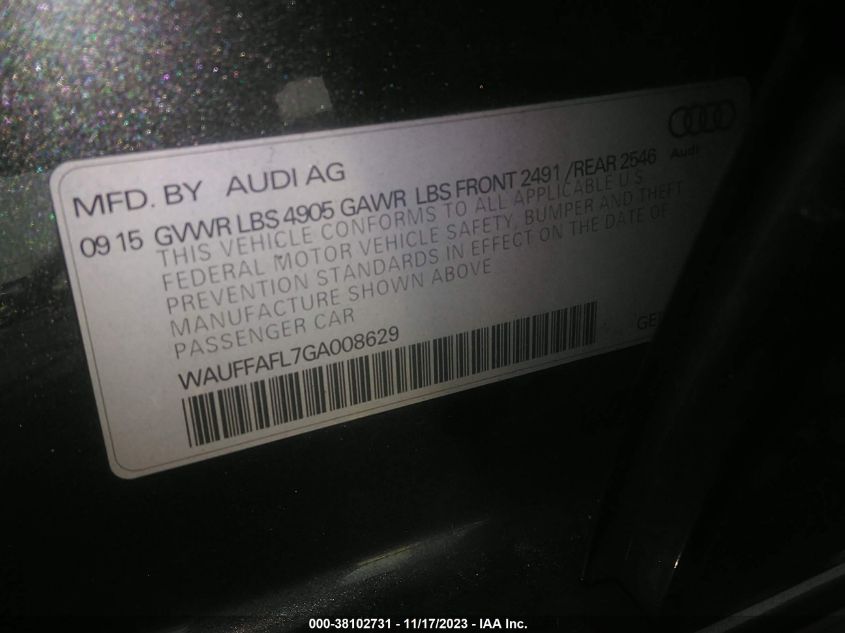 MFD. BY AUDI AG
Audi
09 15 GVWR LBS 4905 GAWR LBS FRONT 2491 /REAR 2546
THIS VEHICLE CONFORMS TO ALL APPLICABLE U.S.
FEDERAL MOTOR VEHICLE SAFETY, BUMPER AND THEFT
PREVENTION STANDARDS IN EFFECT ON THE DATE OF
MANUFACTURE SHOWN ABOVE
PASSENGER CAR
WAUFFAFL7GA008629
000-38102731 - 11/17/2023 - IAA Inc.